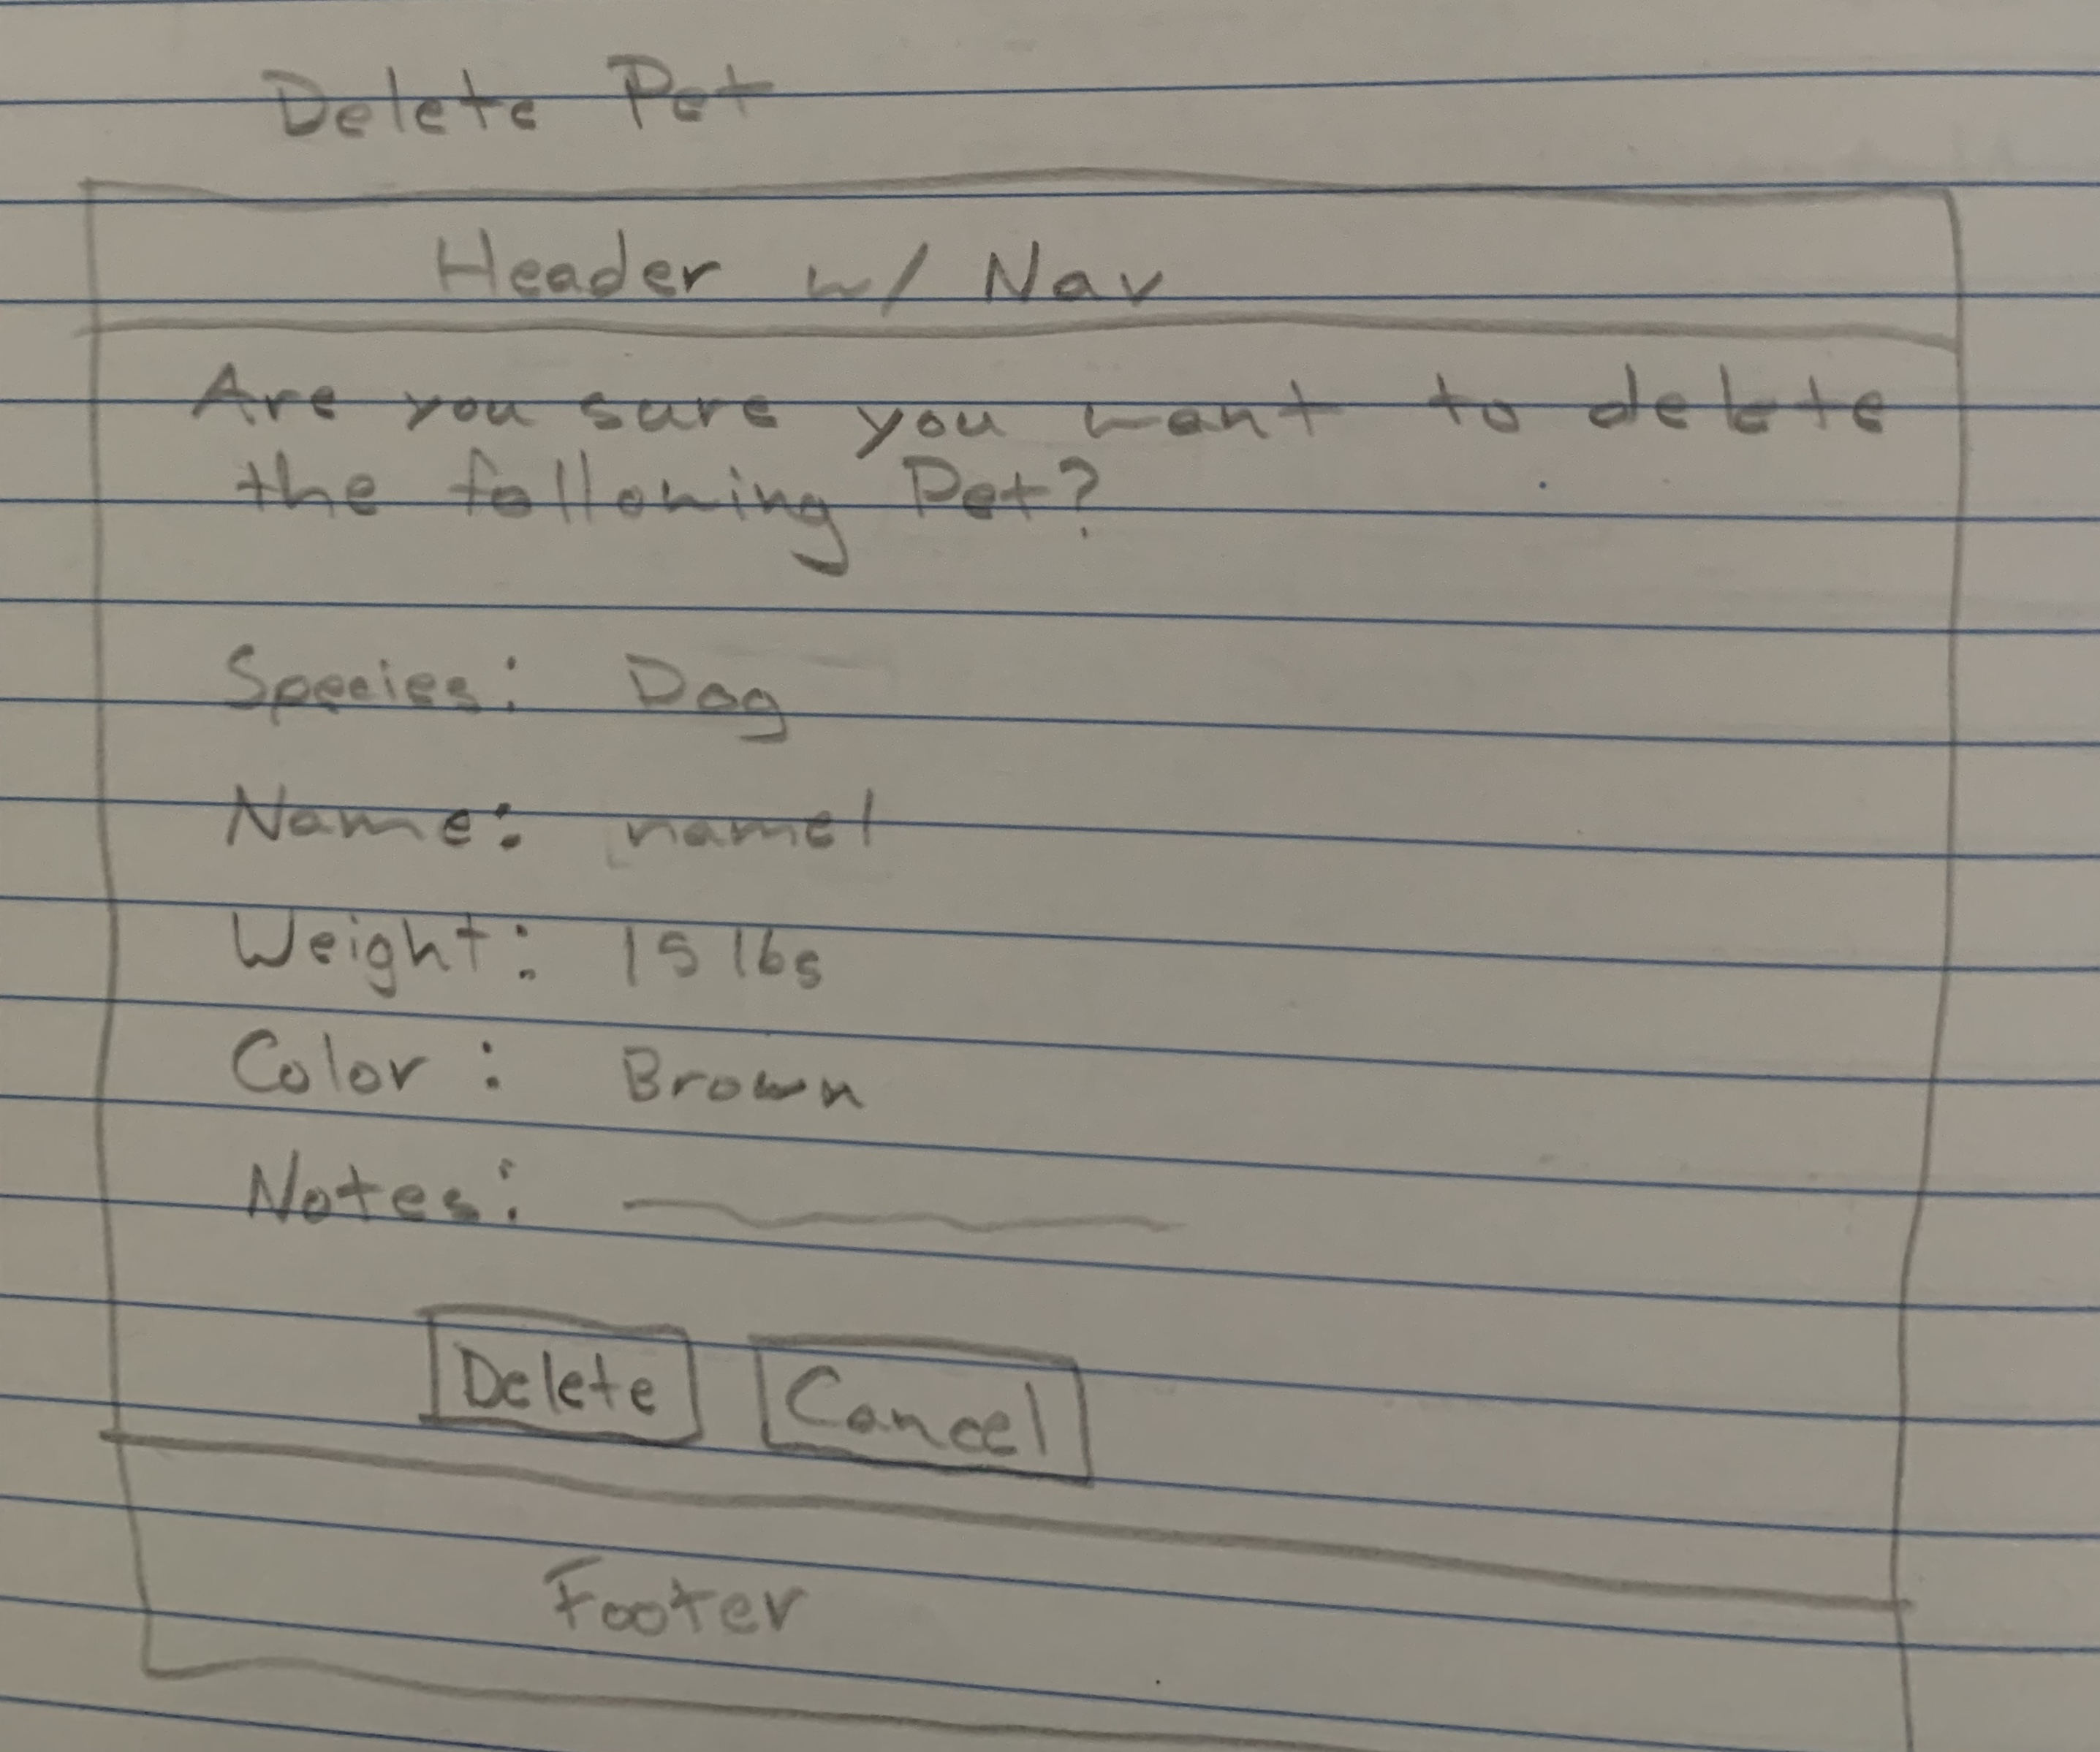 Delete Pet
Header w/ Nav
Are you sure you want to delete
the following Pet?
Species: Dog
Name: name1
Weight: 15 lbs
Color: Brown
Notes:
Delete Cancel
Footer